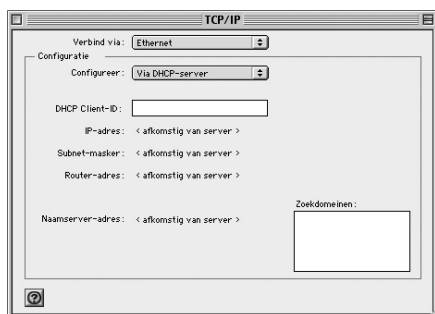 TCP/IP
Verbind via: Ethernet
Configuratie
Configureer: Via DHCP-server
DHCP Client-ID:
IP-adres: < afkomstig van server >
Subnet-masker: < afkomstig van server >
Router-adres: < afkomstig van server >
Zoekdomeinen:
Naamserver-adres: < afkomstig van server >
?